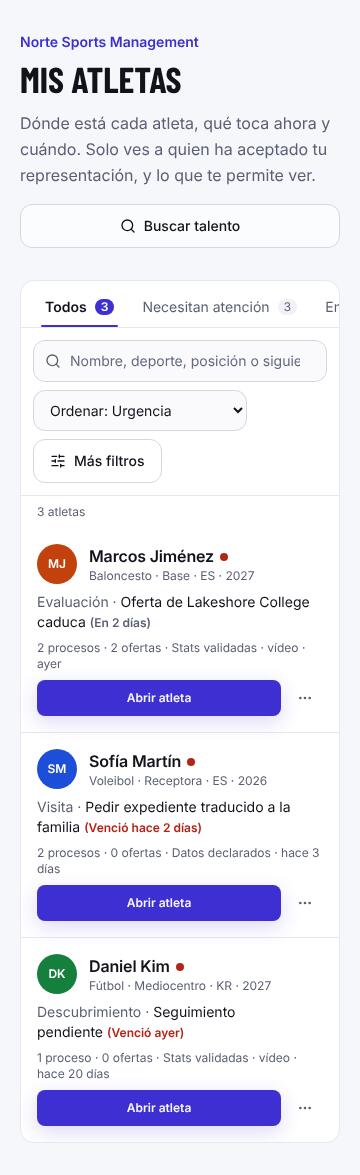 Norte Sports Management
MIS ATLETAS
Dónde está cada atleta, qué toca ahora y
cuándo. Solo ves a quien ha aceptado tu
representación, y lo que te permite ver.
Buscar talento
Todos 3 Necesitan atención 3 En
Nombre, deporte, posición o siguie
Ordenar: Urgencia
Más filtros
3 atletas
MJ Marcos Jiménez
Baloncesto · Base · ES · 2027
Evaluación · Oferta de Lakeshore College
caduca (En 2 días)
2 procesos · 2 ofertas · Stats validadas · vídeo ·
ayer
Abrir atleta ···
SM Sofía Martín
Voleibol · Receptora · ES · 2026
Visita · Pedir expediente traducido a la
familia (Venció hace 2 días)
2 procesos · 0 ofertas · Datos declarados · hace 3
días
Abrir atleta ···
DK Daniel Kim
Fútbol · Mediocentro · KR · 2027
Descubrimiento · Seguimiento
pendiente (Venció ayer)
1 proceso · 0 ofertas · Stats validadas · vídeo ·
hace 20 días
Abrir atleta ···